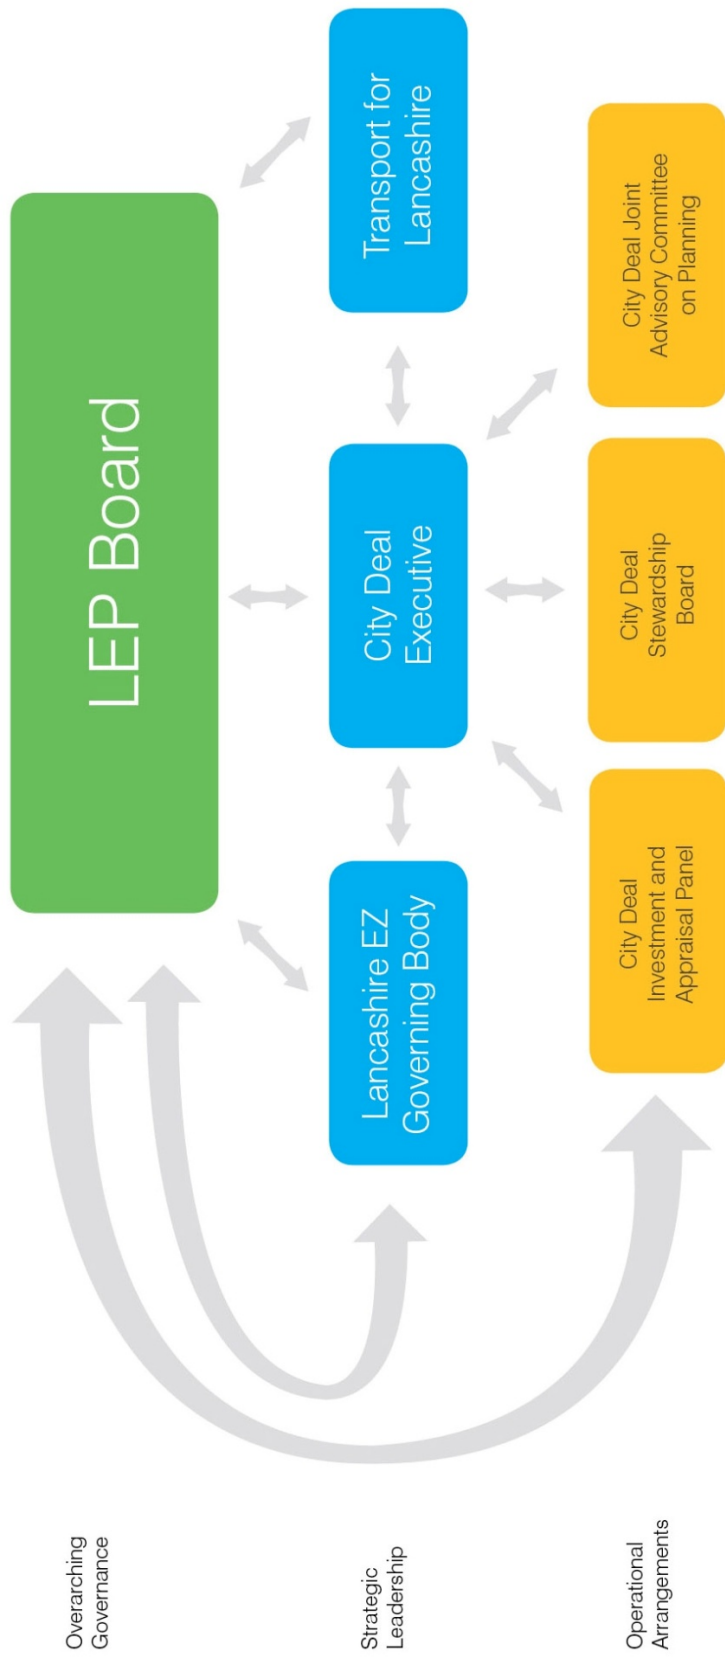 Overarching
Governance
LEP Board
Strategic
Leadership
Lancashire EZ
Governing Body
City Deal
Executive
Transport for
Lancashire
Operational
Arrangements
City Deal
Investment and
Appraisal Panel
City Deal
Stewardship
Board
City Deal Joint
Advisory Committee
on Planning